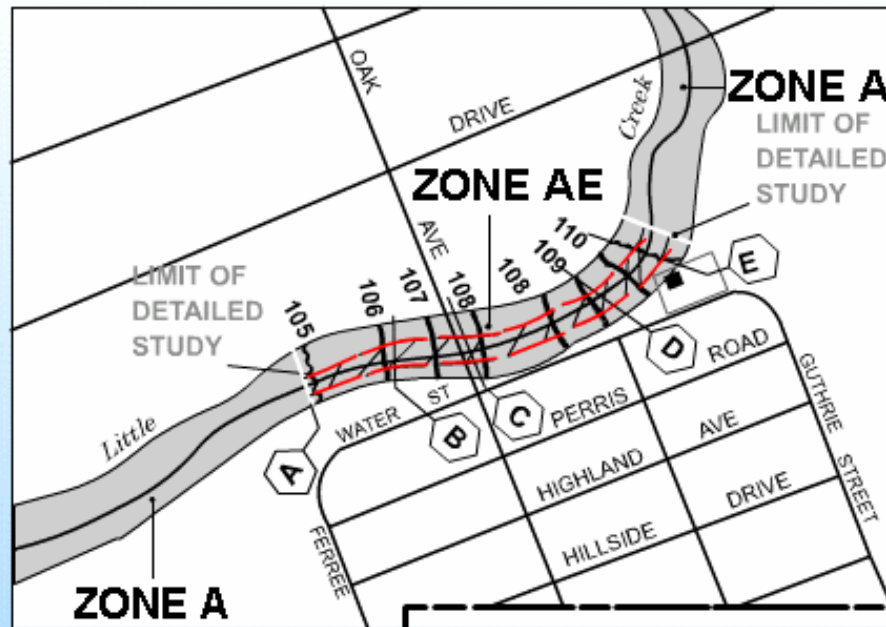 OAK
DRIVE
Creek
ZONE A
LIMIT OF
DETAILED
STUDY
ZONE AE
AVE
110
109
108
108
107
106
105
LIMIT OF
DETAILED
STUDY
E
D
C
B
A
Little
WATER ST
PERRIS ROAD
HIGHLAND AVE
HILLSIDE DRIVE
GUTHRIE STREET
FERREE
ZONE A